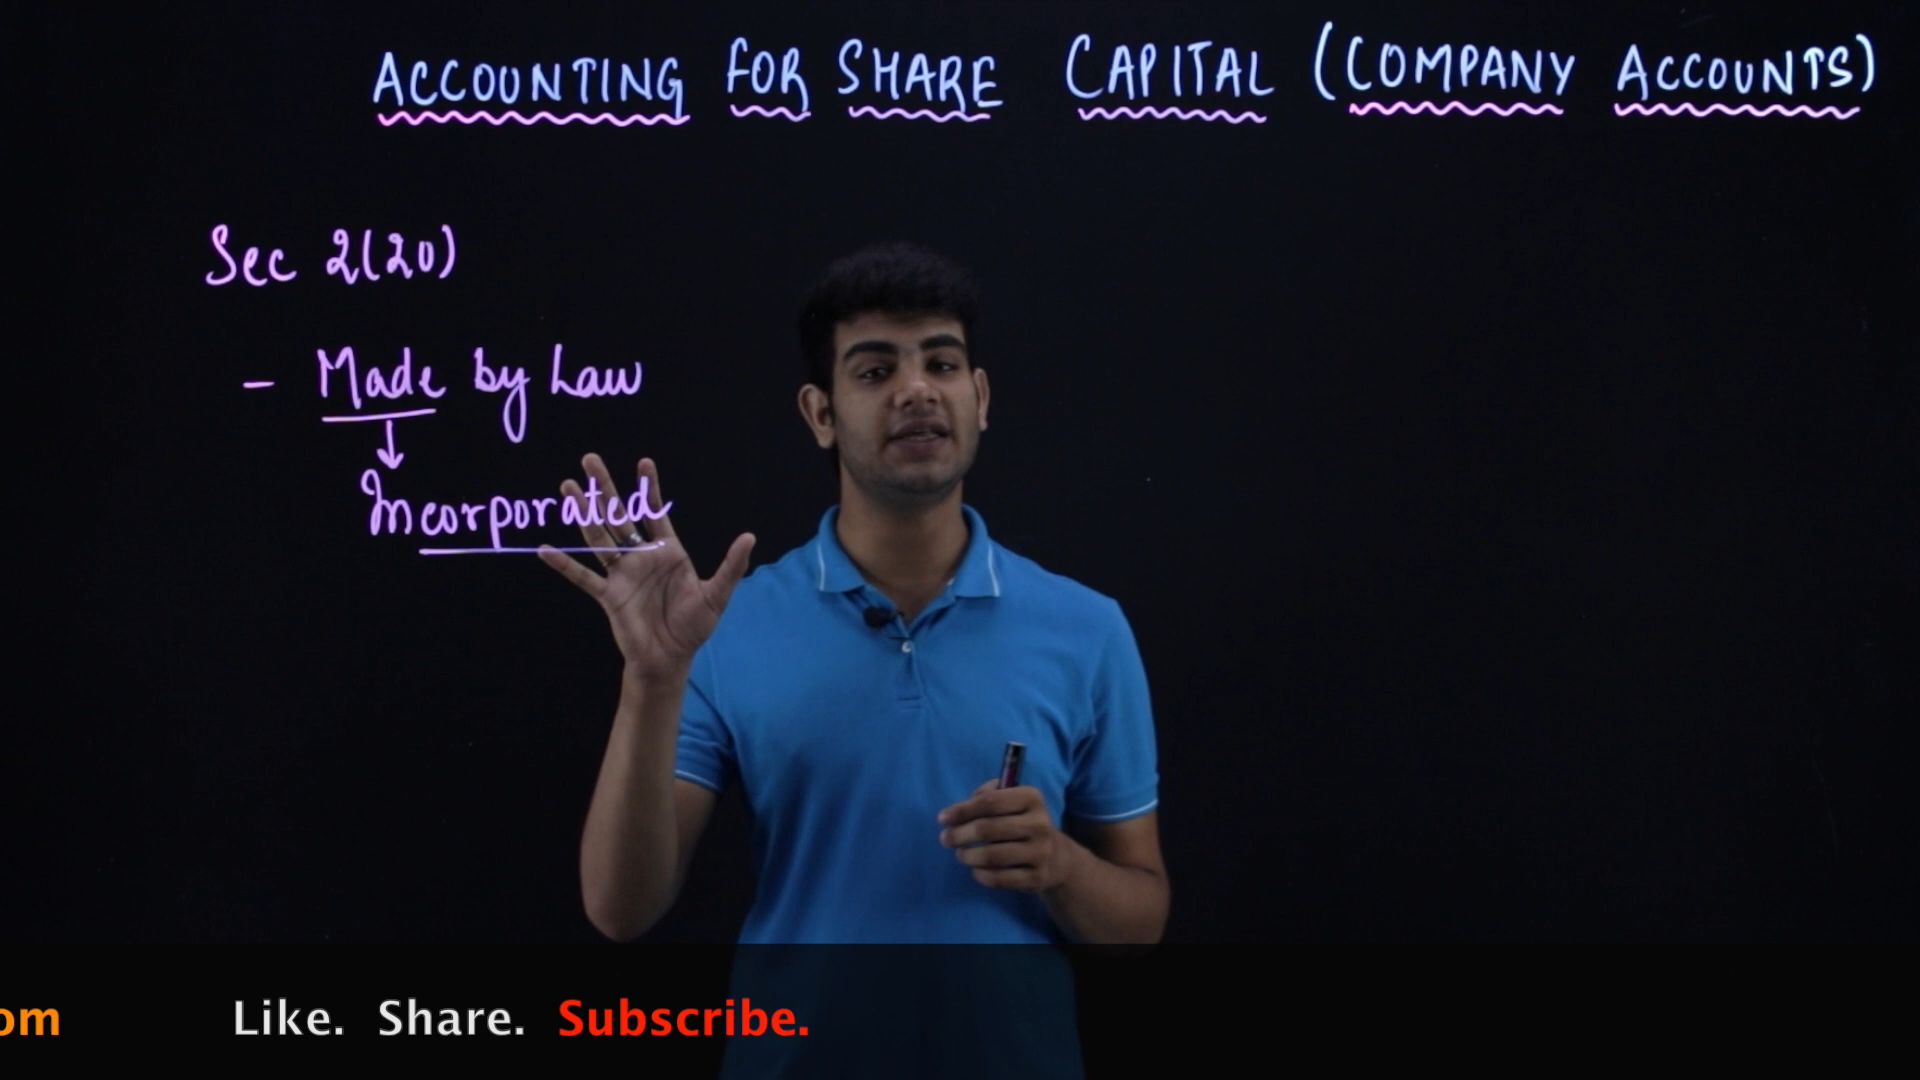 ACCOUNTING FOR SHARE CAPITAL (COMPANY ACCOUNTS)
Sec 2(20)
- Made by Law
↓
Incorporated
om Like. Share. Subscribe.